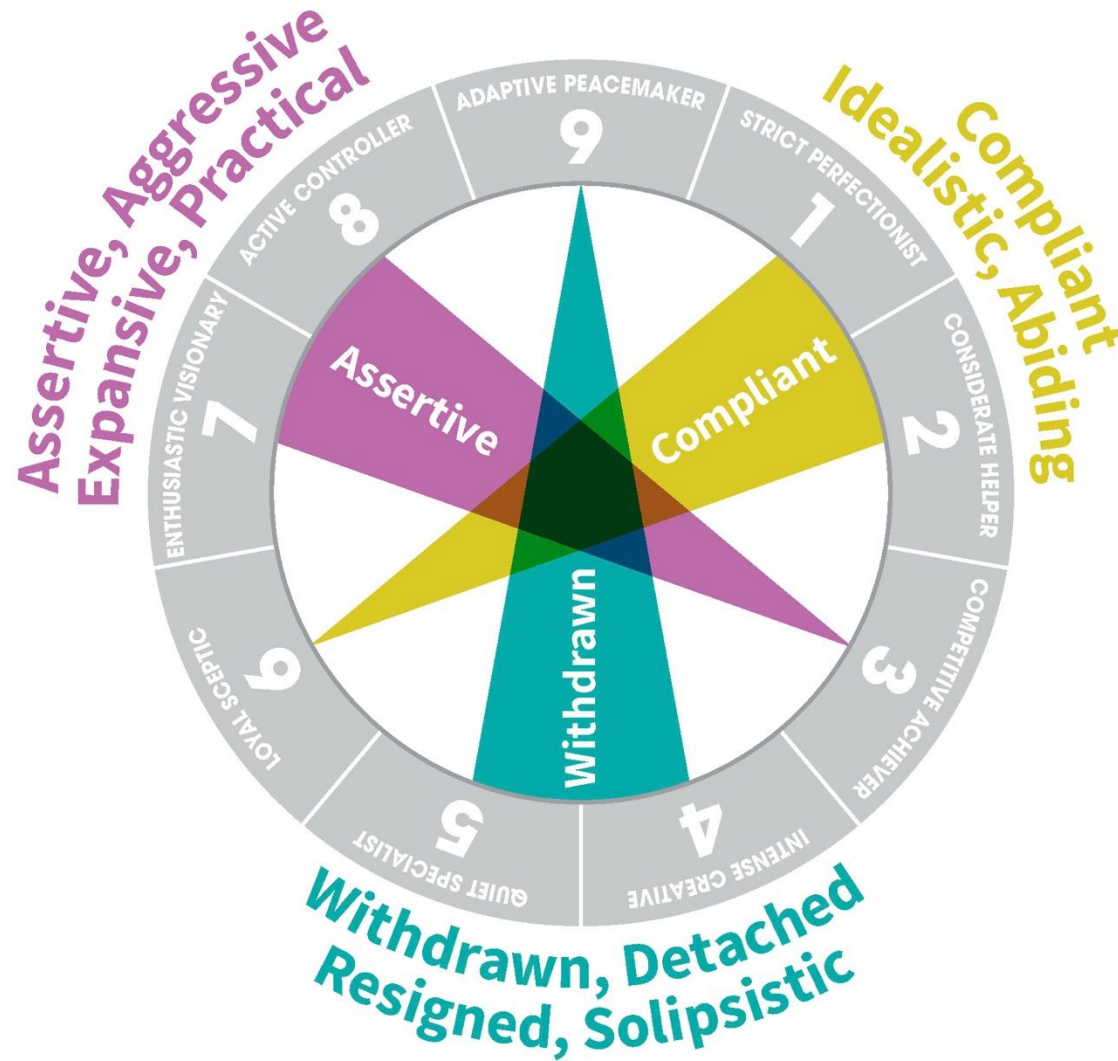 Assertive, Aggressive
Expansive, Practical
Compliant
Idealistic, Abiding
ADAPTIVE PEACEMAKER
9
STRICT PERFECTIONIST
1
CONSIDERATE HELPER
2
COMPETITIVE ACHIEVER
3
INTENSE CREATIVE
4
QUIET SPECIALIST
5
LOYAL SCEPTIC
6
ENTHUSIASTIC VISIONARY
7
ACTIVE CONTROLLER
8
Assertive
Compliant
Withdrawn
Withdrawn, Detached
Resigned, Solipsistic